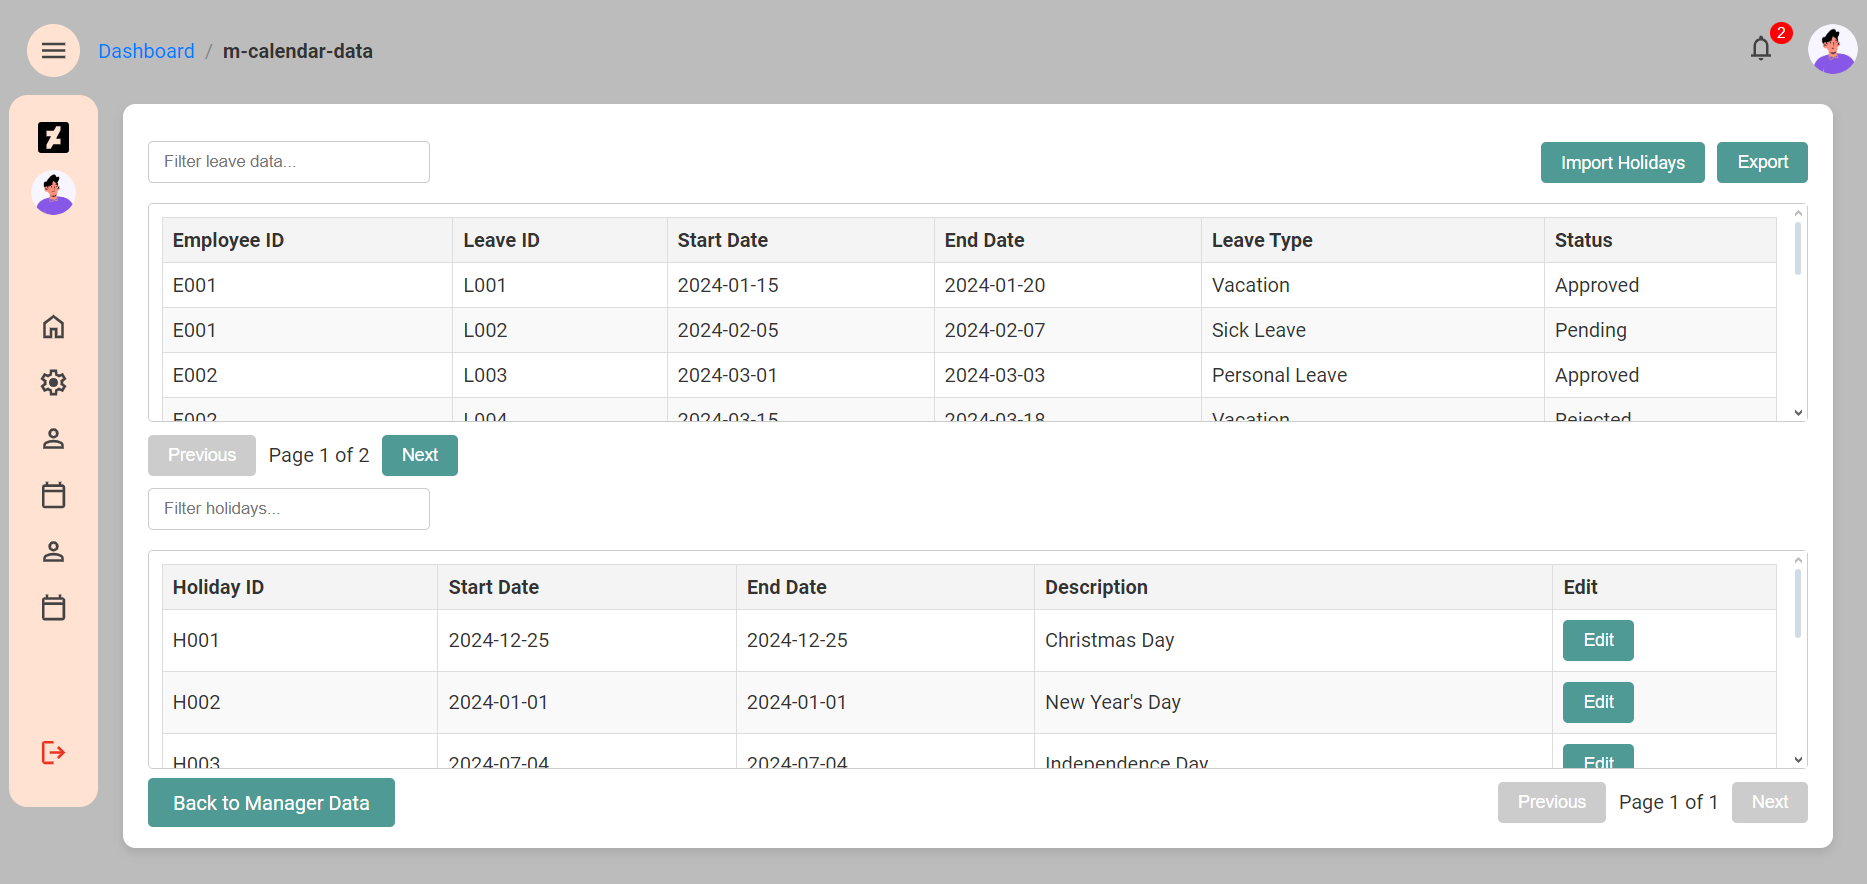 Dashboard / m-calendar-data
2
Filter leave data...
Import Holidays Export
Employee ID Leave ID Start Date End Date Leave Type Status
E001 L001 2024-01-15 2024-01-20 Vacation Approved
E001 L002 2024-02-05 2024-02-07 Sick Leave Pending
E002 L003 2024-03-01 2024-03-03 Personal Leave Approved
E002 L004 2024-03-15 2024-03-18 Vacation Rejected
Previous Page 1 of 2 Next
Filter holidays...
Holiday ID Start Date End Date Description Edit
H001 2024-12-25 2024-12-25 Christmas Day Edit
H002 2024-01-01 2024-01-01 New Year's Day Edit
H003 2024-07-04 2024-07-04 Independence Day Edit
Back to Manager Data
Previous Page 1 of 1 Next